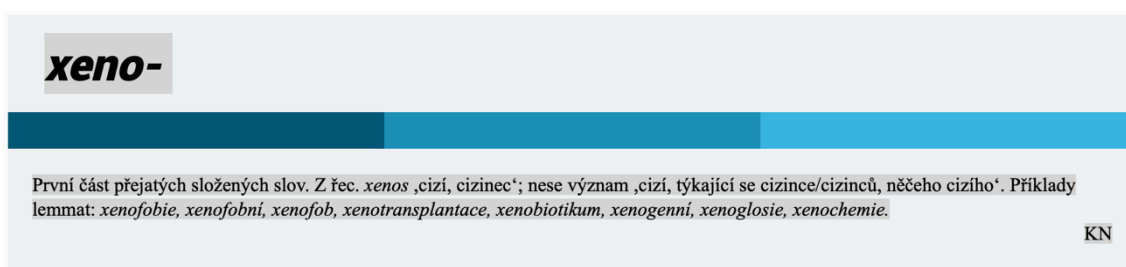 xeno-
První část přejatých složených slov. Z řec. xenos ‚cizí, cizinec‘; nese význam ‚cizí, týkající se cizince/cizinců, něčeho cizího‘. Příklady
lemmat: xenofobie, xenofobní, xenofob, xenotransplantace, xenobiotikum, xenogenní, xenoglosie, xenochemie.
KN